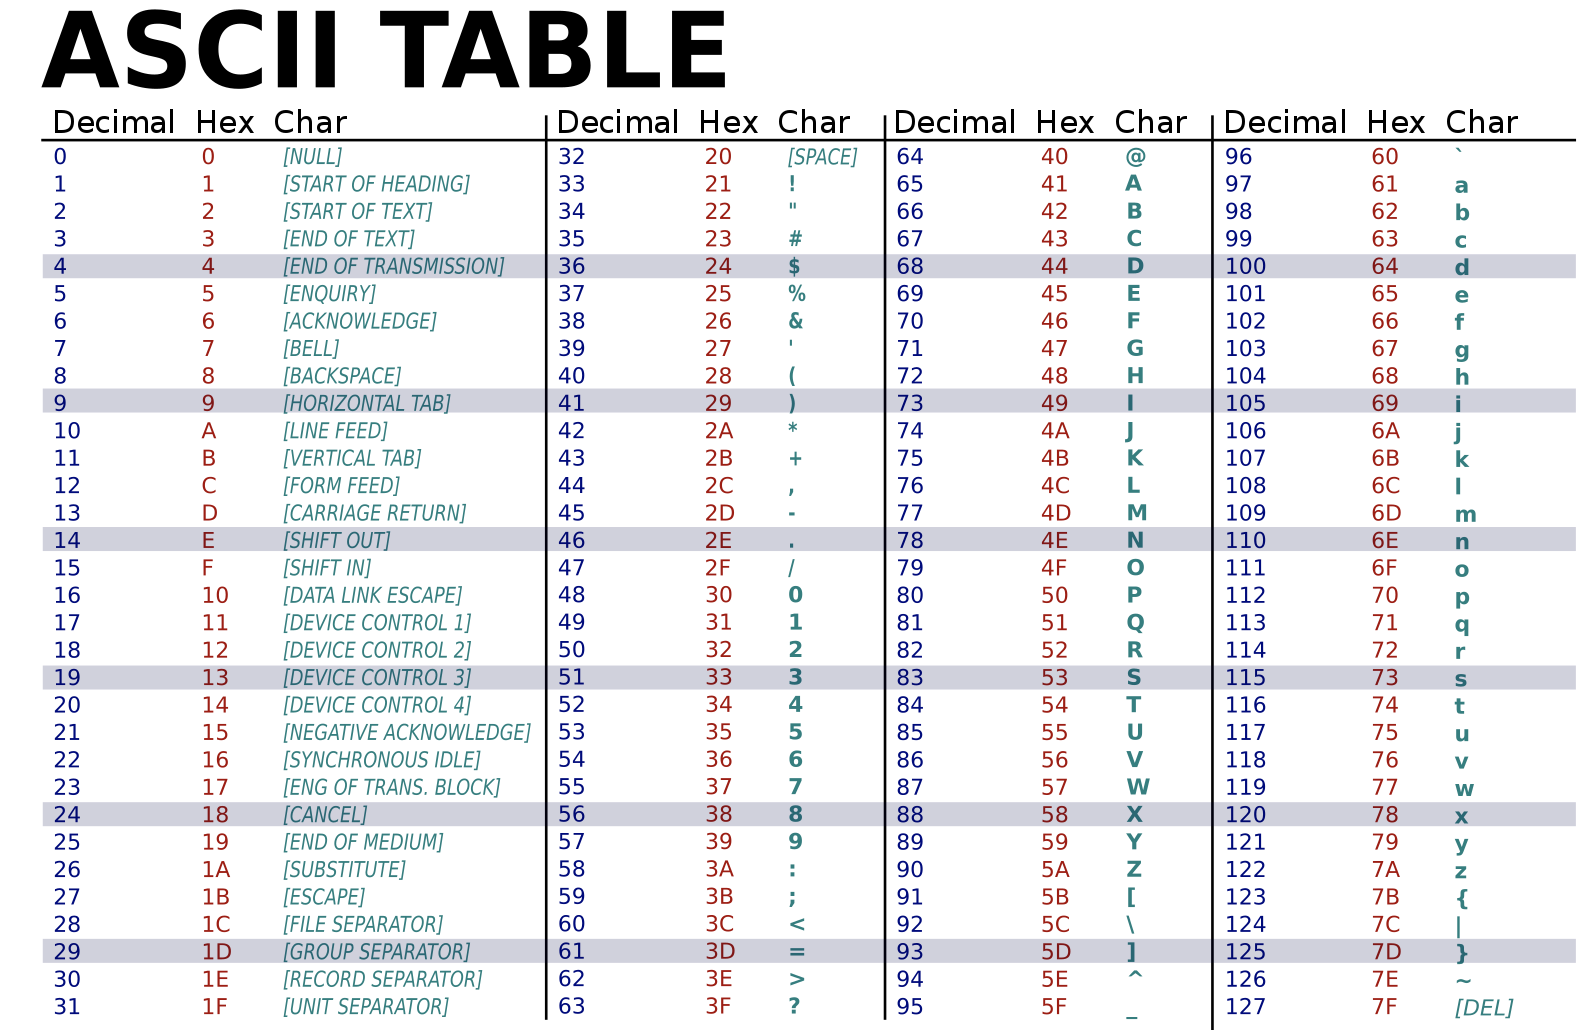 ASCII TABLE
Decimal Hex Char Decimal Hex Char Decimal Hex Char Decimal Hex Char
0 0 [NULL] 32 20 [SPACE] 64 40 @ 96 60 `
1 1 [START OF HEADING] 33 21 ! 65 41 A 97 61 a
2 2 [START OF TEXT] 34 22 " 66 42 B 98 62 b
3 3 [END OF TEXT] 35 23 # 67 43 C 99 63 c
4 4 [END OF TRANSMISSION] 36 24 $ 68 44 D 100 64 d
5 5 [ENQUIRY] 37 25 % 69 45 E 101 65 e
6 6 [ACKNOWLEDGE] 38 26 & 70 46 F 102 66 f
7 7 [BELL] 39 27 ' 71 47 G 103 67 g
8 8 [BACKSPACE] 40 28 ( 72 48 H 104 68 h
9 9 [HORIZONTAL TAB] 41 29 ) 73 49 I 105 69 i
10 A [LINE FEED] 42 2A * 74 4A J 106 6A j
11 B [VERTICAL TAB] 43 2B + 75 4B K 107 6B k
12 C [FORM FEED] 44 2C , 76 4C L 108 6C l
13 D [CARRIAGE RETURN] 45 2D - 77 4D M 109 6D m
14 E [SHIFT OUT] 46 2E . 78 4E N 110 6E n
15 F [SHIFT IN] 47 2F / 79 4F O 111 6F o
16 10 [DATA LINK ESCAPE] 48 30 0 80 50 P 112 70 p
17 11 [DEVICE CONTROL 1] 49 31 1 81 51 Q 113 71 q
18 12 [DEVICE CONTROL 2] 50 32 2 82 52 R 114 72 r
19 13 [DEVICE CONTROL 3] 51 33 3 83 53 S 115 73 s
20 14 [DEVICE CONTROL 4] 52 34 4 84 54 T 116 74 t
21 15 [NEGATIVE ACKNOWLEDGE] 53 35 5 85 55 U 117 75 u
22 16 [SYNCHRONOUS IDLE] 54 36 6 86 56 V 118 76 v
23 17 [ENG OF TRANS. BLOCK] 55 37 7 87 57 W 119 77 w
24 18 [CANCEL] 56 38 8 88 58 X 120 78 x
25 19 [END OF MEDIUM] 57 39 9 89 59 Y 121 79 y
26 1A [SUBSTITUTE] 58 3A : 90 5A Z 122 7A z
27 1B [ESCAPE] 59 3B ; 91 5B [ 123 7B {
28 1C [FILE SEPARATOR] 60 3C < 92 5C \ 124 7C |
29 1D [GROUP SEPARATOR] 61 3D = 93 5D ] 125 7D }
30 1E [RECORD SEPARATOR] 62 3E > 94 5E ^ 126 7E ~
31 1F [UNIT SEPARATOR] 63 3F ? 95 5F _ 127 7F [DEL]